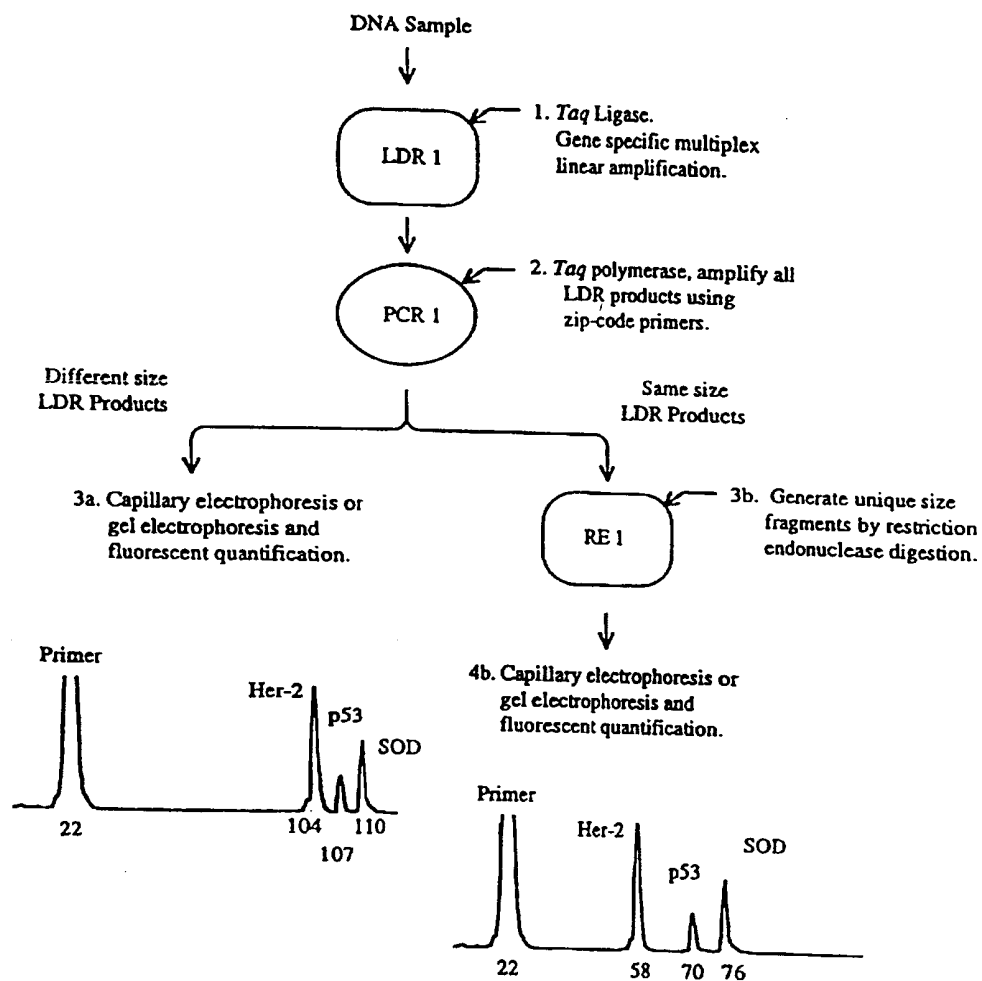 DNA Sample
LDR 1
1. Taq Ligase.
Gene specific multiplex
linear amplification.
PCR 1
2. Taq polymerase, amplify all
LDR products using
zip-code primers.
Different size
LDR Products
Same size
LDR Products
3a. Capillary electrophoresis or
gel electrophoresis and
fluorescent quantification.
RE 1
3b. Generate unique size
fragments by restriction
endonuclease digestion.
4b. Capillary electrophoresis or
gel electrophoresis and
fluorescent quantification.
Primer
Her-2
p53
SOD
22
104
110
107
Primer
Her-2
p53
SOD
22
58
70
76